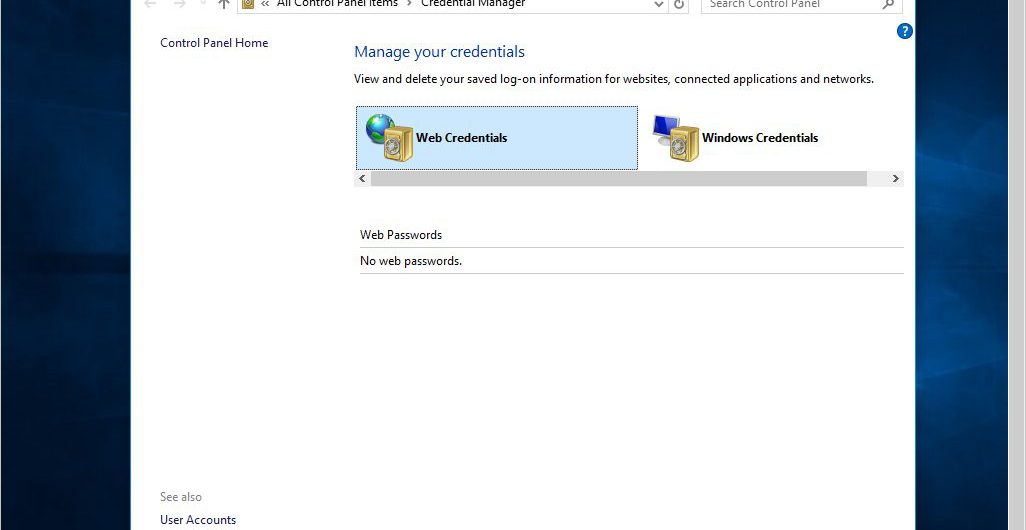 « All Control Panel Items > Credential Manager
Search Control Panel
?
Control Panel Home
Manage your credentials
View and delete your saved log-on information for websites, connected applications and networks.
Web Credentials
Windows Credentials
Web Passwords
No web passwords.
See also
User Accounts